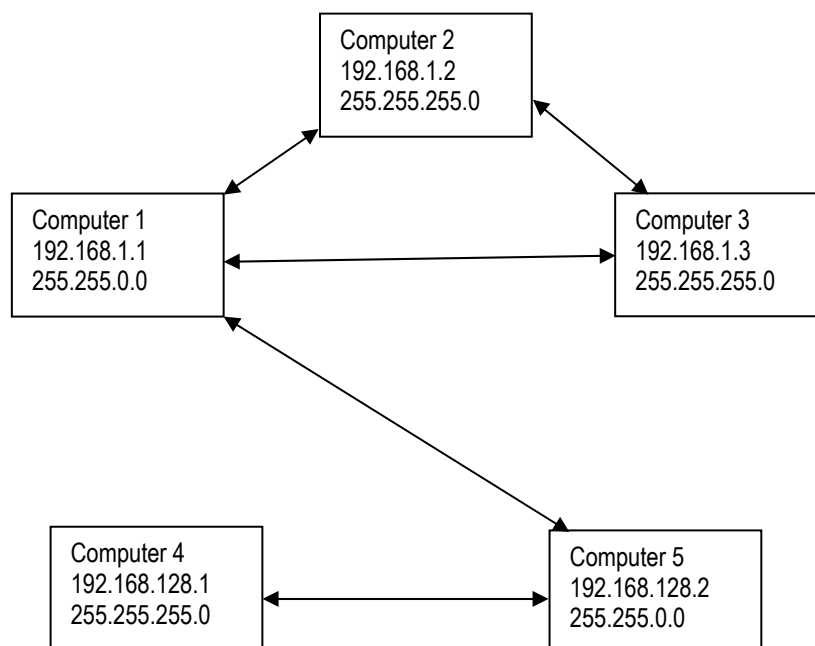 Computer 2
192.168.1.2
255.255.255.0
Computer 1
192.168.1.1
255.255.0.0
Computer 3
192.168.1.3
255.255.255.0
Computer 4
192.168.128.1
255.255.255.0
Computer 5
192.168.128.2
255.255.0.0